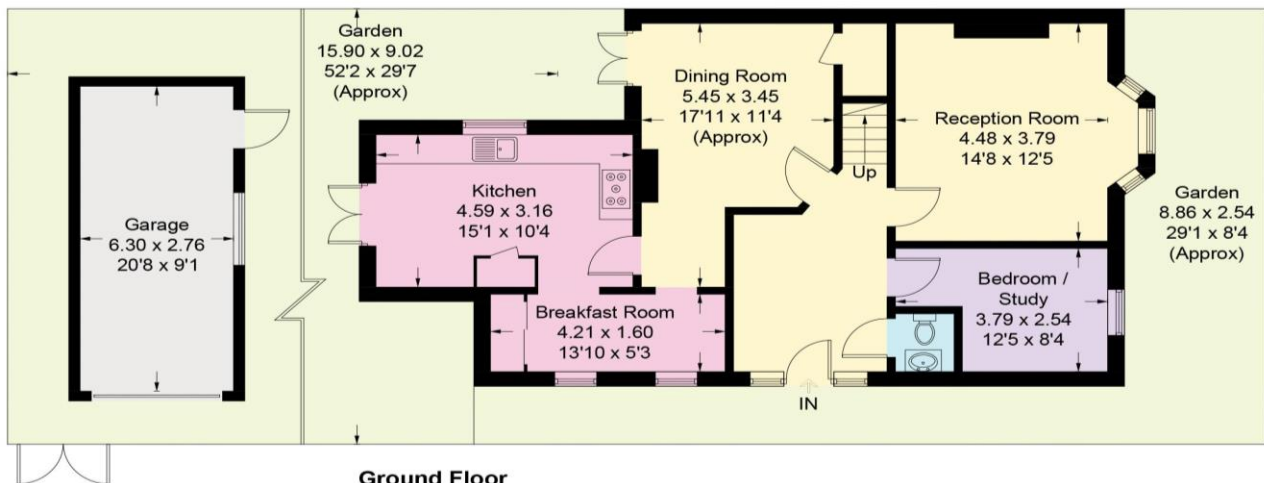 Garden
15.90 x 9.02
52'2 x 29'7
(Approx)
Dining Room
5.45 x 3.45
17'11 x 11'4
(Approx)
Reception Room
4.48 x 3.79
14'8 x 12'5
Up
Kitchen
4.59 x 3.16
15'1 x 10'4
Garage
6.30 x 2.76
20'8 x 9'1
Garden
8.86 x 2.54
29'1 x 8'4
(Approx)
Bedroom /
Study
3.79 x 2.54
12'5 x 8'4
Breakfast Room
4.21 x 1.60
13'10 x 5'3
IN
Ground Floor